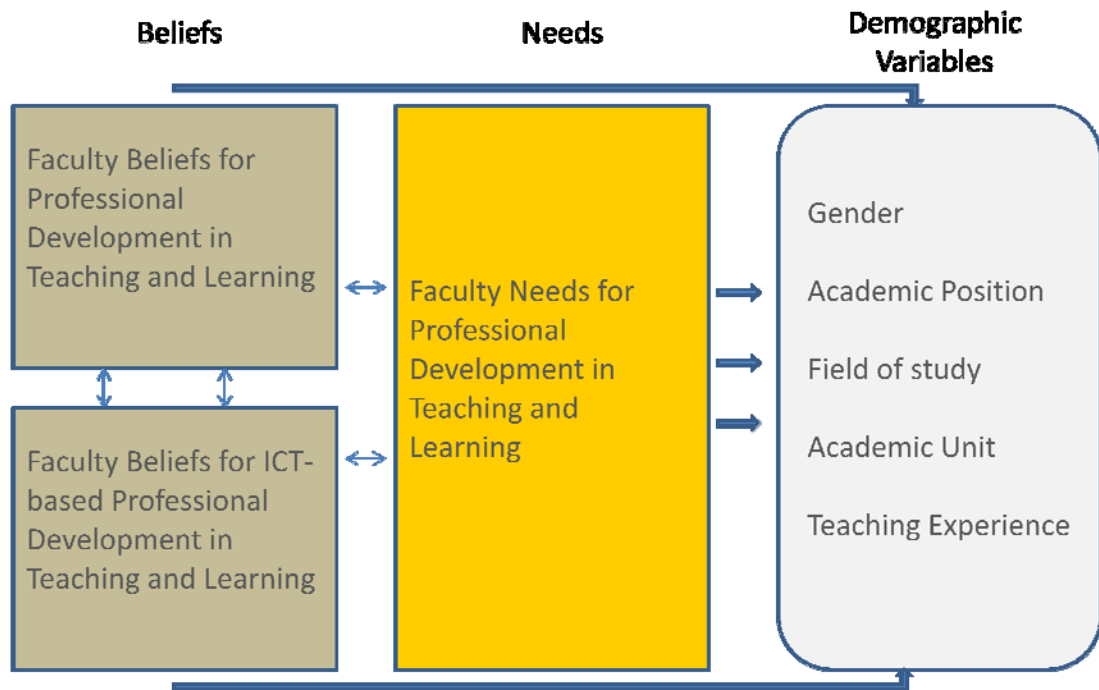 Beliefs
Needs
Demographic
Variables
Faculty Beliefs for
Professional
Development in
Teaching and Learning
Faculty Beliefs for ICT-
based Professional
Development in
Teaching and Learning
Faculty Needs for
Professional
Development in
Teaching and
Learning
Gender
Academic Position
Field of study
Academic Unit
Teaching Experience